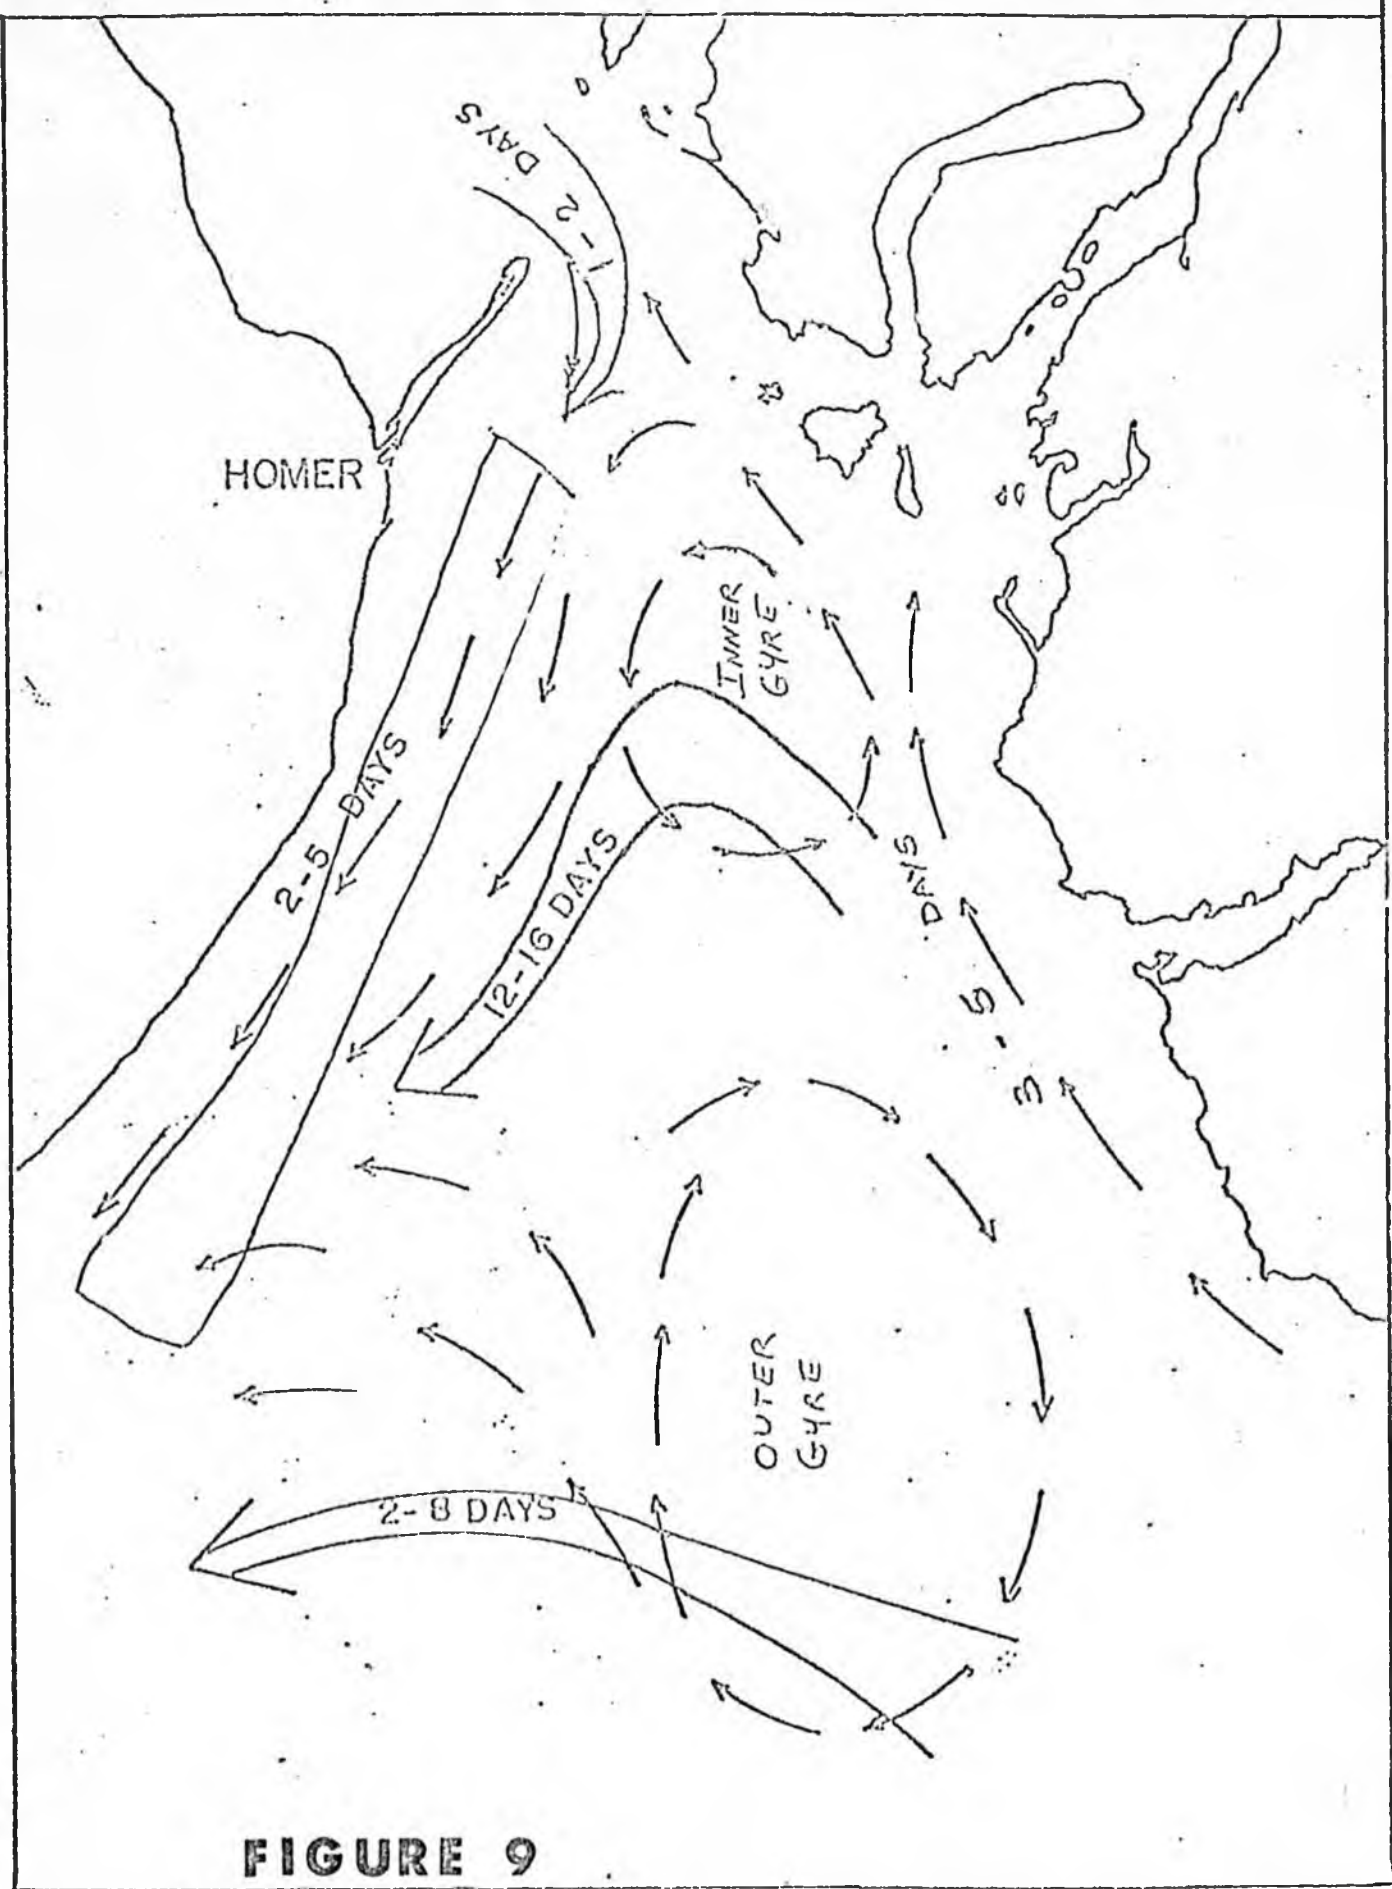 1-2 DAYS
HOMER
INNER
GYRE
2-5 DAYS
12-16 DAYS
3-5 DAYS
OUTER
GYRE
2-8 DAYS
FIGURE 9